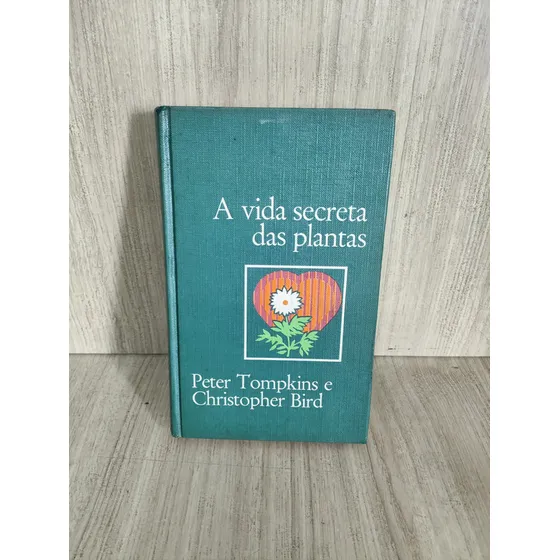 A vida secreta
das plantas
Peter Tompkins e
Christopher Bird